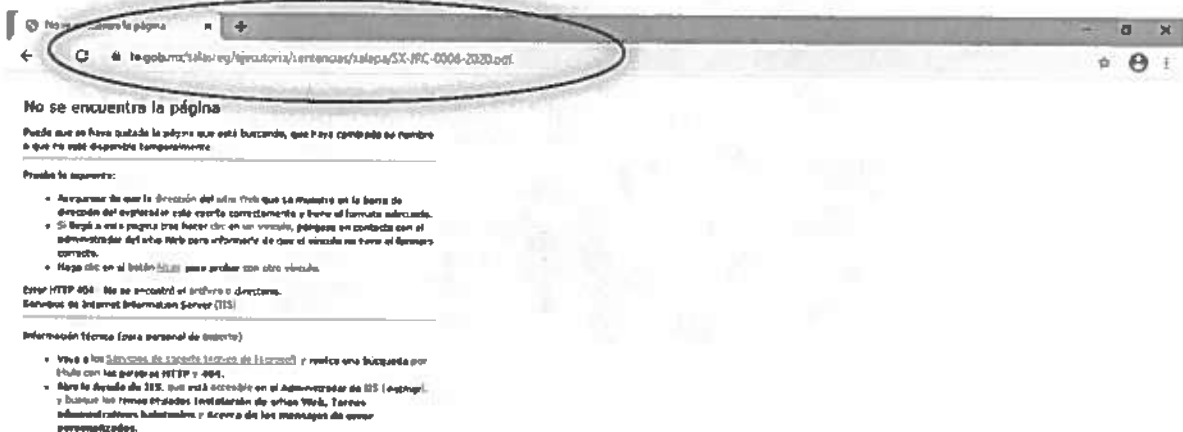 No se encuentra la página
te.gob.mx/salas/ejecutoria/sentencias/xalapa/SX-JRC-0004-2020.pdf
No se encuentra la página
Puede que se haya quitado la página que está buscando, que haya cambiado su nombre
o que no esté disponible temporalmente.
Pruebe lo siguiente:
Asegúrese de que la dirección del sitio Web que se muestra en la barra de
dirección del explorador esté escrita correctamente y tiene el formato adecuado.
Si llegó a esta página tras hacer clic en un vínculo, póngase en contacto con el
administrador del sitio Web para informarle de que el vínculo no tiene el formato
correcto.
Haga clic en el botón Atrás para probar con otro vínculo.
Error HTTP 404 - No se encontró el archivo o directorio.
Servicios de Internet Information Server (IIS)
Información técnica (para personal de soporte)
Vaya a los Servicios de soporte técnico de Microsoft y realice una búsqueda por
título con las palabras HTTP y 404.
Abra la Ayuda de IIS, que está accesible en el Administrador de IIS (inetmgr),
y busque los temas titulados Instalación de sitios Web, Tareas
administrativas habituales y Acerca de los mensajes de error
personalizados.